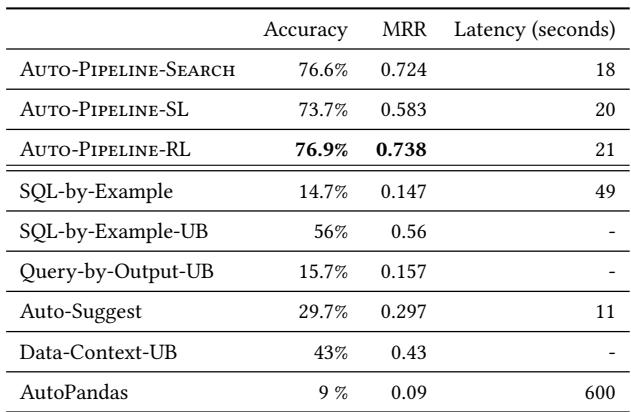 Accuracy MRR Latency (seconds)
Auto-Pipeline-Search 76.6% 0.724 18
Auto-Pipeline-SL 73.7% 0.583 20
Auto-Pipeline-RL 76.9% 0.738 21
SQL-by-Example 14.7% 0.147 49
SQL-by-Example-UB 56% 0.56 -
Query-by-Output-UB 15.7% 0.157 -
Auto-Suggest 29.7% 0.297 11
Data-Context-UB 43% 0.43 -
AutoPandas 9 % 0.09 600